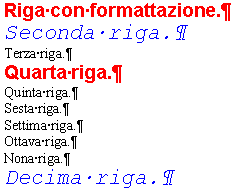 Riga·con·formattazione.¶
Seconda·riga.¶
Terza·riga.¶
Quarta·riga.¶
Quinta·riga.¶
Sesta·riga.¶
Settima·riga.¶
Ottava·riga.¶
Nona·riga.¶
Decima·riga.¶